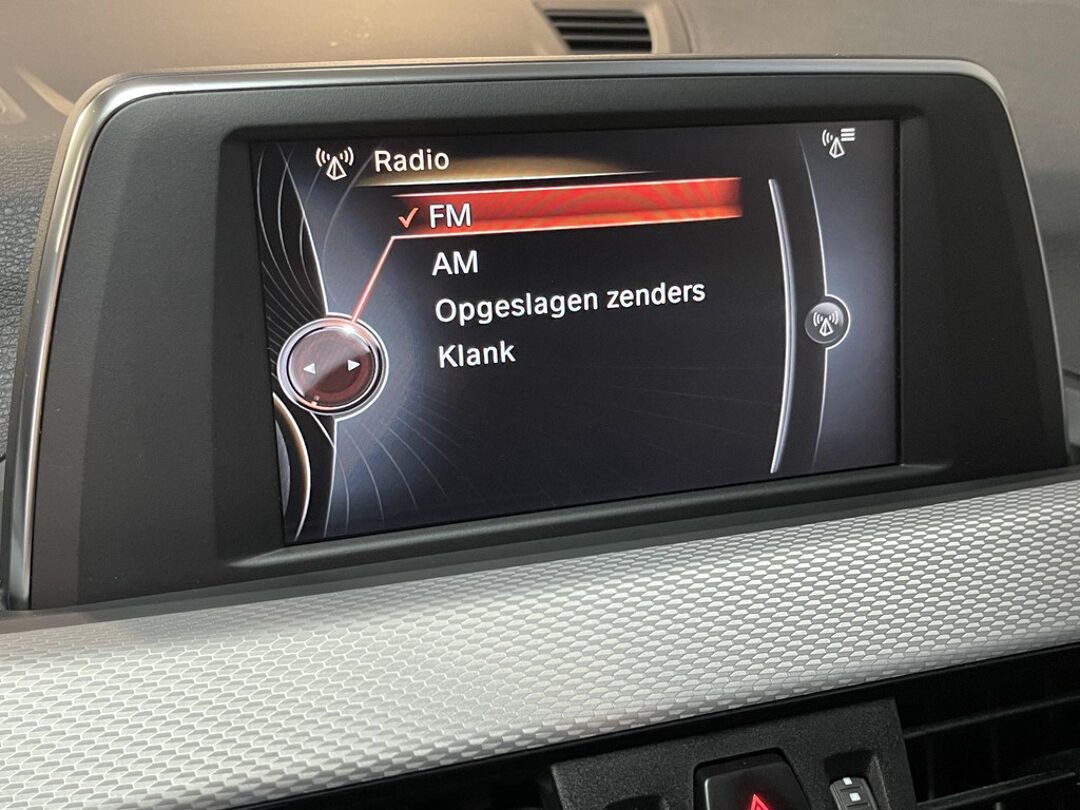 Radio
FM
AM
Opgeslagen zenders
Klank